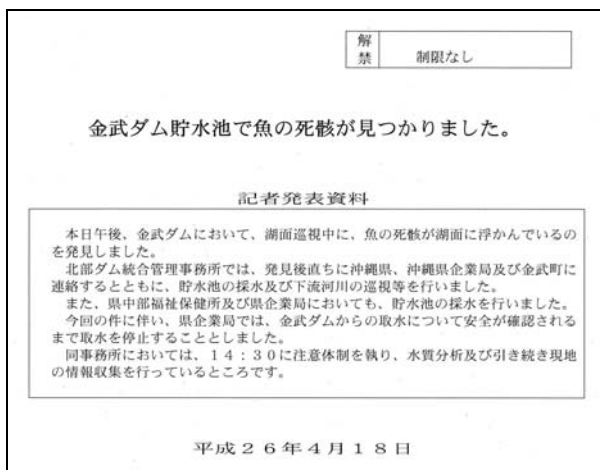 解禁 制限なし
金武ダム貯水池で魚の死骸が見つかりました。
記者発表資料
本日午後、金武ダムにおいて、湖面巡視中に、魚の死骸が湖面に浮かんでいるの
を発見しました。
北部ダム統合管理事務所では、発見後直ちに沖縄県、沖縄県企業局及び金武町に
連絡するとともに、貯水池の採水及び下流河川の巡視等を行いました。
また、県中部福祉保健所及び県企業局においても、貯水池の採水を行いました。
今回の件に伴い、県企業局では、金武ダムからの取水について安全が確認される
まで取水を停止することとしました。
同事務所においては、１４：３０に注意体制を執り、水質分析及び引き続き現地
の情報収集を行っているところです。
平成２６年４月１８日